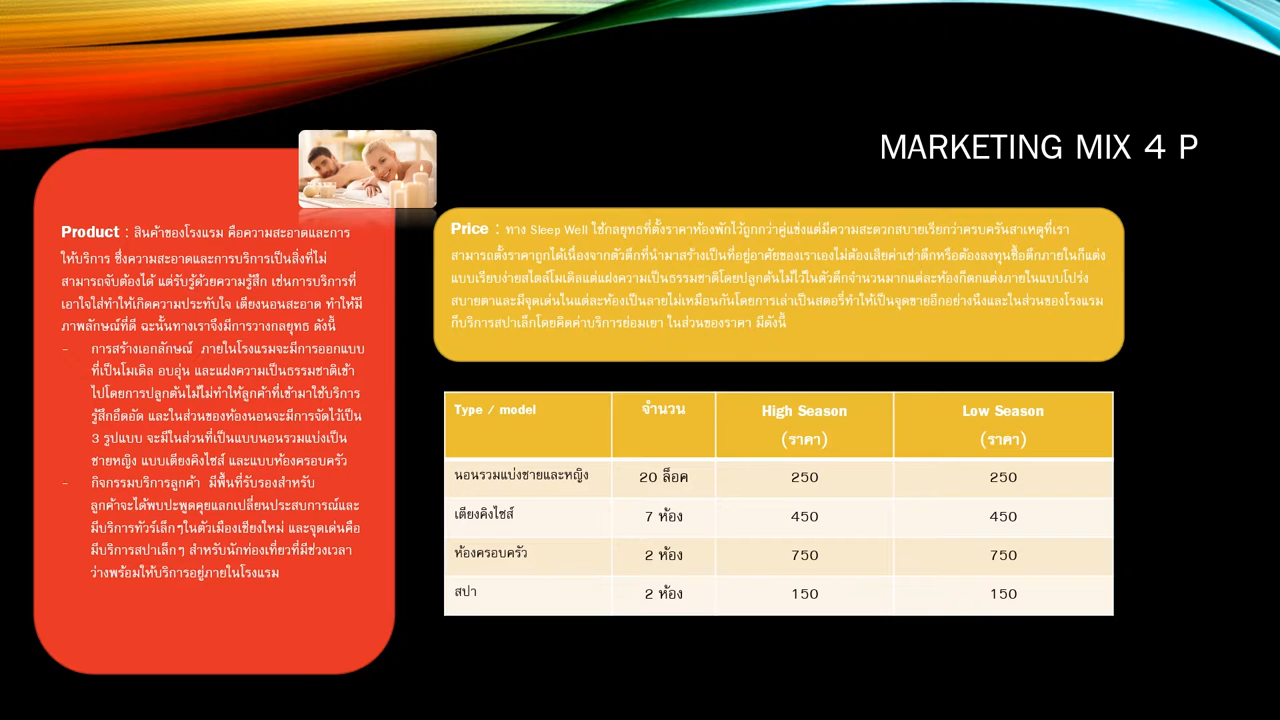 MARKETING MIX 4 P
Product : สินค้าของโรงแรม คือความสะอาดและการ
ให้บริการ ซึ่งความสะอาดและการบริการเป็นสิ่งที่ไม่
สามารถจับต้องได้ แต่รับรู้ด้วยความรู้สึก เช่นการบริการที่
เอาใจใส่ทำให้เกิดความประทับใจ เตียงนอนสะอาด ทำให้มี
ภาพลักษณ์ที่ดี ฉะนั้นทางเราจึงมีการวางกลยุทธ ดังนี้
- การสร้างเอกลักษณ์ ภายในโรงแรมจะมีการออกแบบ
ที่เป็นโมเดิล อบอุ่น และแฝงความเป็นธรรมชาติเข้า
ไปโดยการปลูกต้นไม้ไม่ทำให้ลูกค้าที่เข้ามาใช้บริการ
รู้สึกอึดอัด และในส่วนของห้องนอนจะมีการจัดไว้เป็น
3 รูปแบบ จะมีในส่วนที่เป็นแบบนอนรวมแบ่งเป็น
ชายหญิง แบบเตียงคิงไซส์ และแบบห้องครอบครัว
- กิจกรรมบริการลูกค้า มีพื้นที่รับรองสำหรับ
ลูกค้าจะได้พบปะพูดคุยแลกเปลี่ยนประสบการณ์และ
มีบริการทัวร์เล็กๆในตัวเมืองเชียงใหม่ และจุดเด่นคือ
มีบริการสปาเล็กๆ สำหรับนักท่องเที่ยวที่มีช่วงเวลา
ว่างพร้อมให้บริการอยู่ภายในโรงแรม
Price : ทาง Sleep Well ใช้กลยุทธที่ตั้งราคาห้องพักไว้ถูกกว่าคู่แข่งแต่มีความสะดวกสบายเรียกว่าครบครันสาเหตุที่เรา
สามารถตั้งราคาถูกได้เนื่องจากตัวตึกที่นำมาสร้างเป็นที่อยู่อาศัยของเราเองไม่ต้องเสียค่าเช่าตึกหรือต้องลงทุนซื้อตึกภายในก็แต่ง
แบบเรียบง่ายสไตล์โมเดิลแต่แฝงความเป็นธรรมชาติโดยปลูกต้นไม้ไว้ในตัวตึกจำนวนมากแต่ละห้องก็ตกแต่งภายในแบบโปร่ง
สบายตาและมีจุดเด่นในแต่ละห้องเป็นลายไม่เหมือนกันโดยการเล่าเป็นสตอรี่ทำให้เป็นจุดขายอีกอย่างนึงและในส่วนของโรงแรม
ก็บริการสปาเล็กโดยคิดค่าบริการย่อมเยา ในส่วนของราคา มีดังนี้
Type / model จำนวน High Season (ราคา) Low Season (ราคา)
นอนรวมแบ่งชายและหญิง 20 ล็อค 250 250
เตียงคิงไซส์ 7 ห้อง 450 450
ห้องครอบครัว 2 ห้อง 750 750
สปา 2 ห้อง 150 150